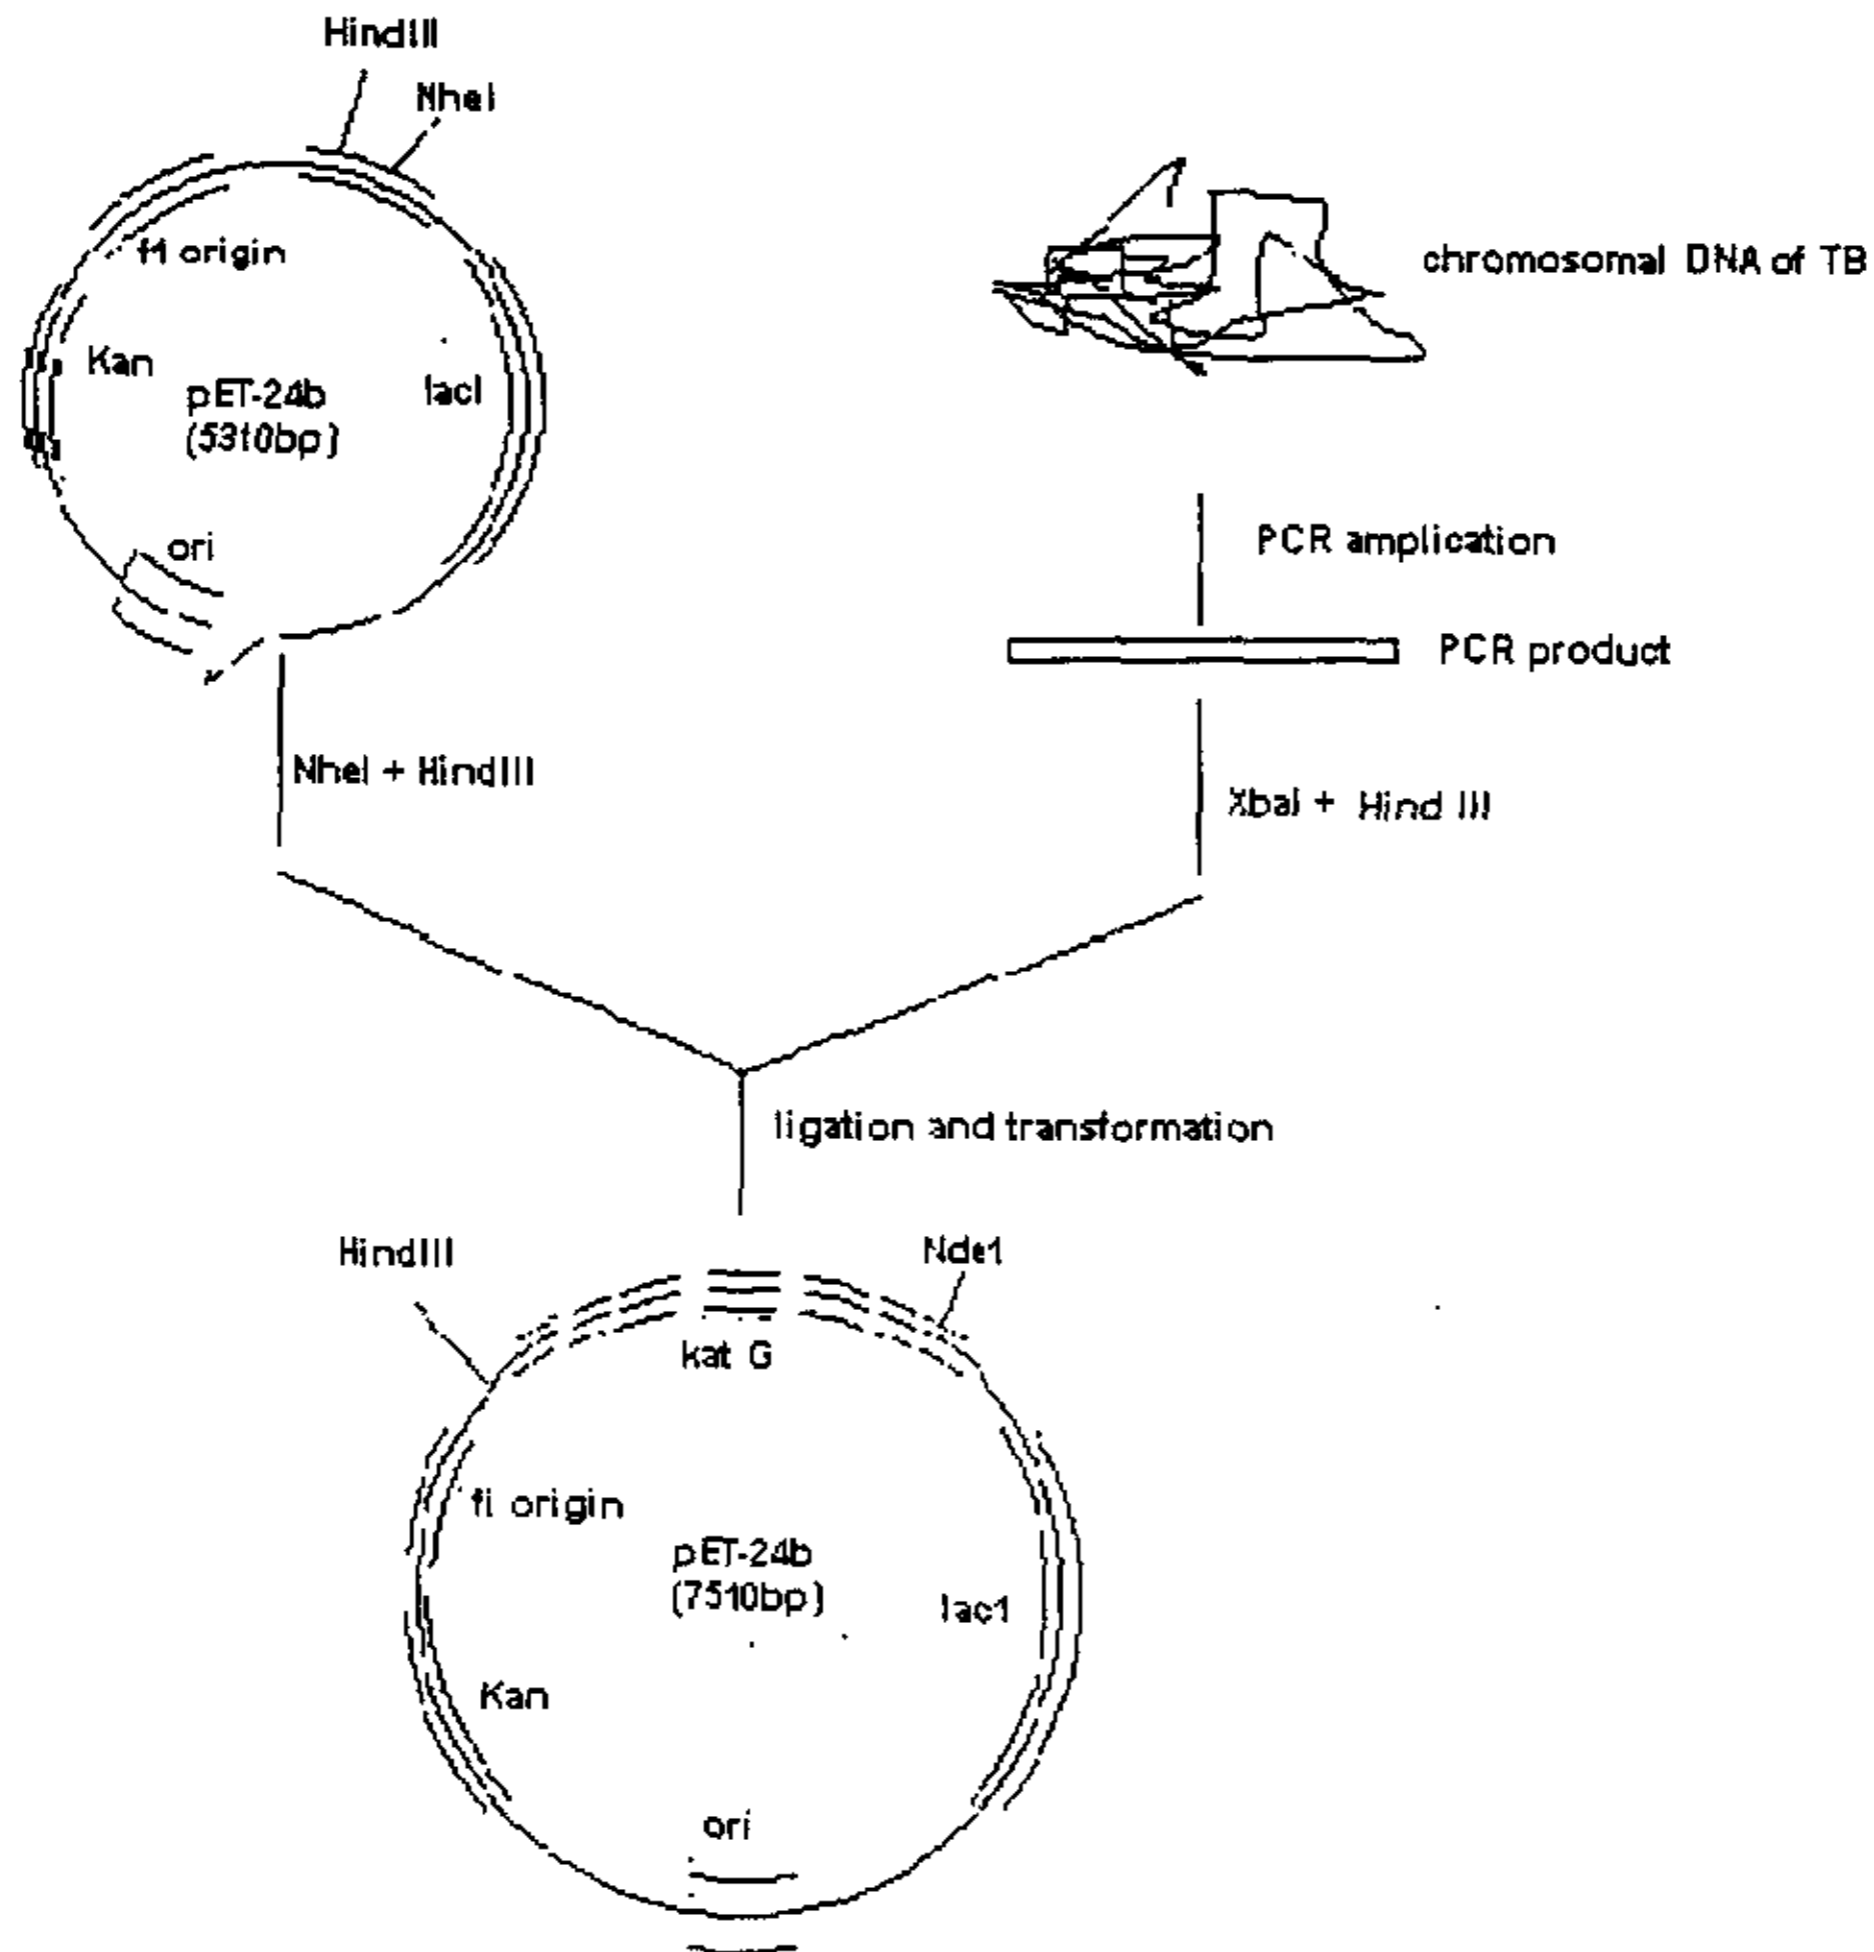 HindIII
NheI
f1 origin
chromosomal DNA of TB
Kan
pET-24b
(5310bp)
lacI
ori
PCR amplication
PCR product
NheI + HindIII
XbaI + Hind III
ligation and transformation
HindIII
Nde1
kat G
fi origin
pET-24b
(7510bp)
lac1
Kan
ori